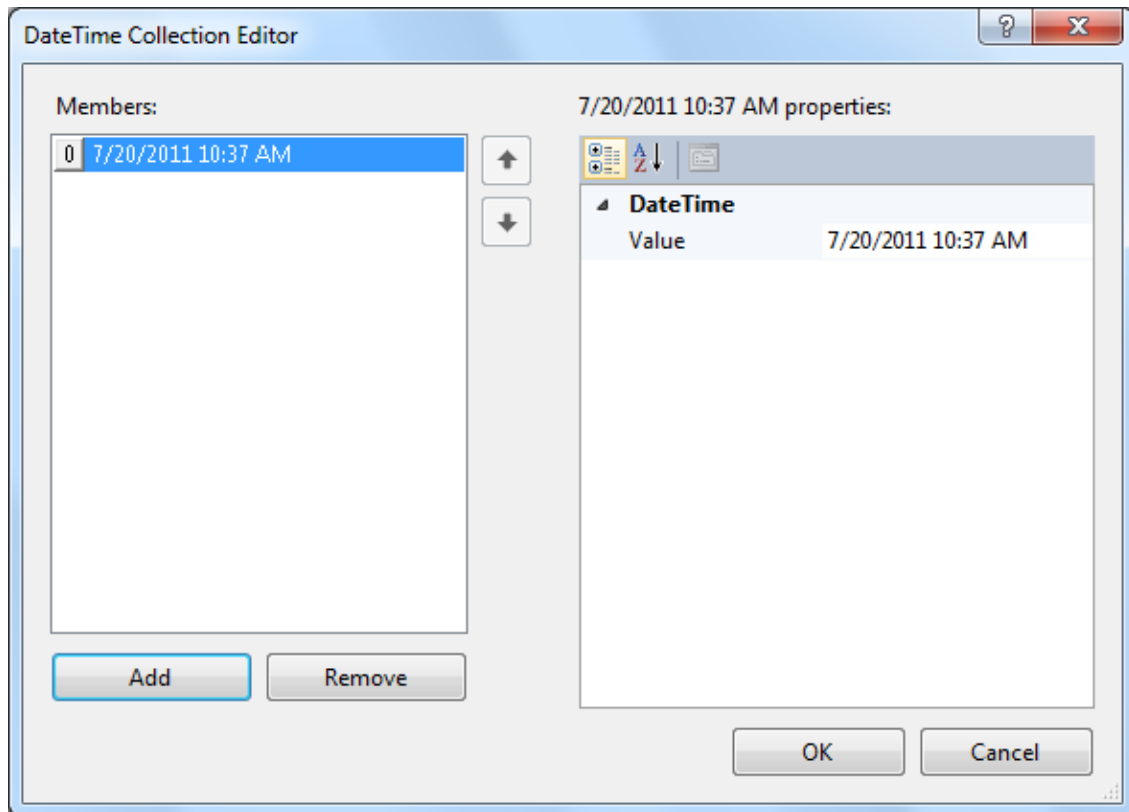 DateTime Collection Editor
Members:
0 7/20/2011 10:37 AM
Add
Remove
7/20/2011 10:37 AM properties:
DateTime
Value 7/20/2011 10:37 AM
OK
Cancel